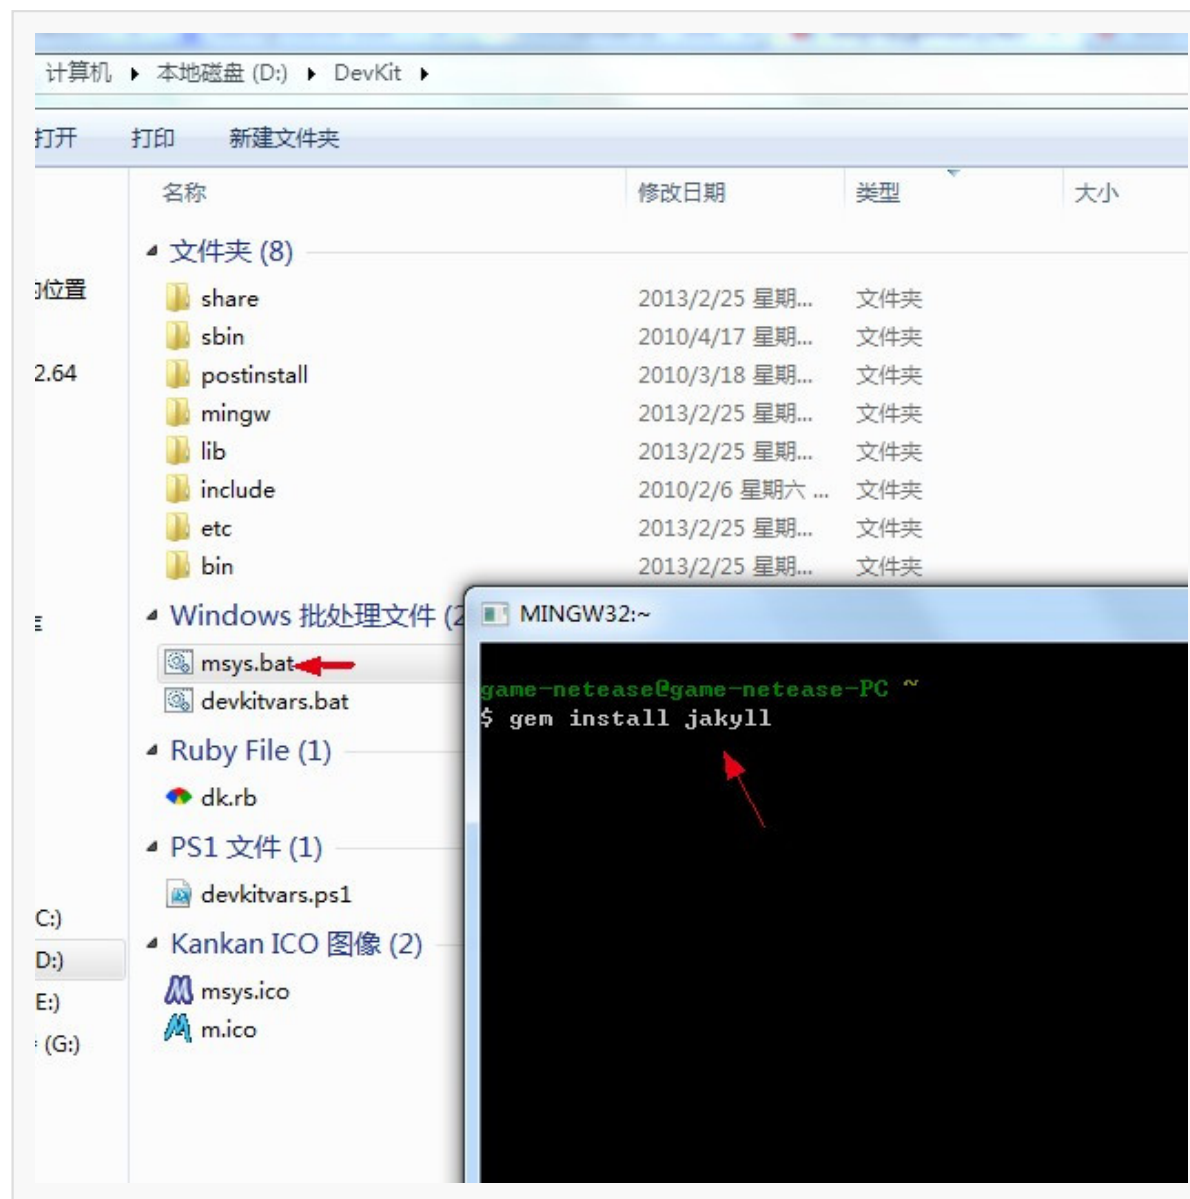 计算机 ▸ 本地磁盘 (D:) ▸ DevKit ▸
打开 打印 新建文件夹
名称 修改日期 类型 大小
文件夹 (8)
share 2013/2/25 星期... 文件夹
位置
sbin 2010/4/17 星期... 文件夹
2.64
postinstall 2010/3/18 星期... 文件夹
mingw 2013/2/25 星期... 文件夹
lib 2013/2/25 星期... 文件夹
include 2010/2/6 星期六 ... 文件夹
etc 2013/2/25 星期... 文件夹
bin 2013/2/25 星期... 文件夹
Windows 批处理文件 (2
msys.bat
devkitvars.bat
Ruby File (1)
dk.rb
PS1 文件 (1)
devkitvars.ps1
Kankan ICO 图像 (2)
msys.ico
m.ico
C:)
D:)
E:)
(G:)
MINGW32:~
game-netease@game-netease-PC ~
$ gem install jakyll